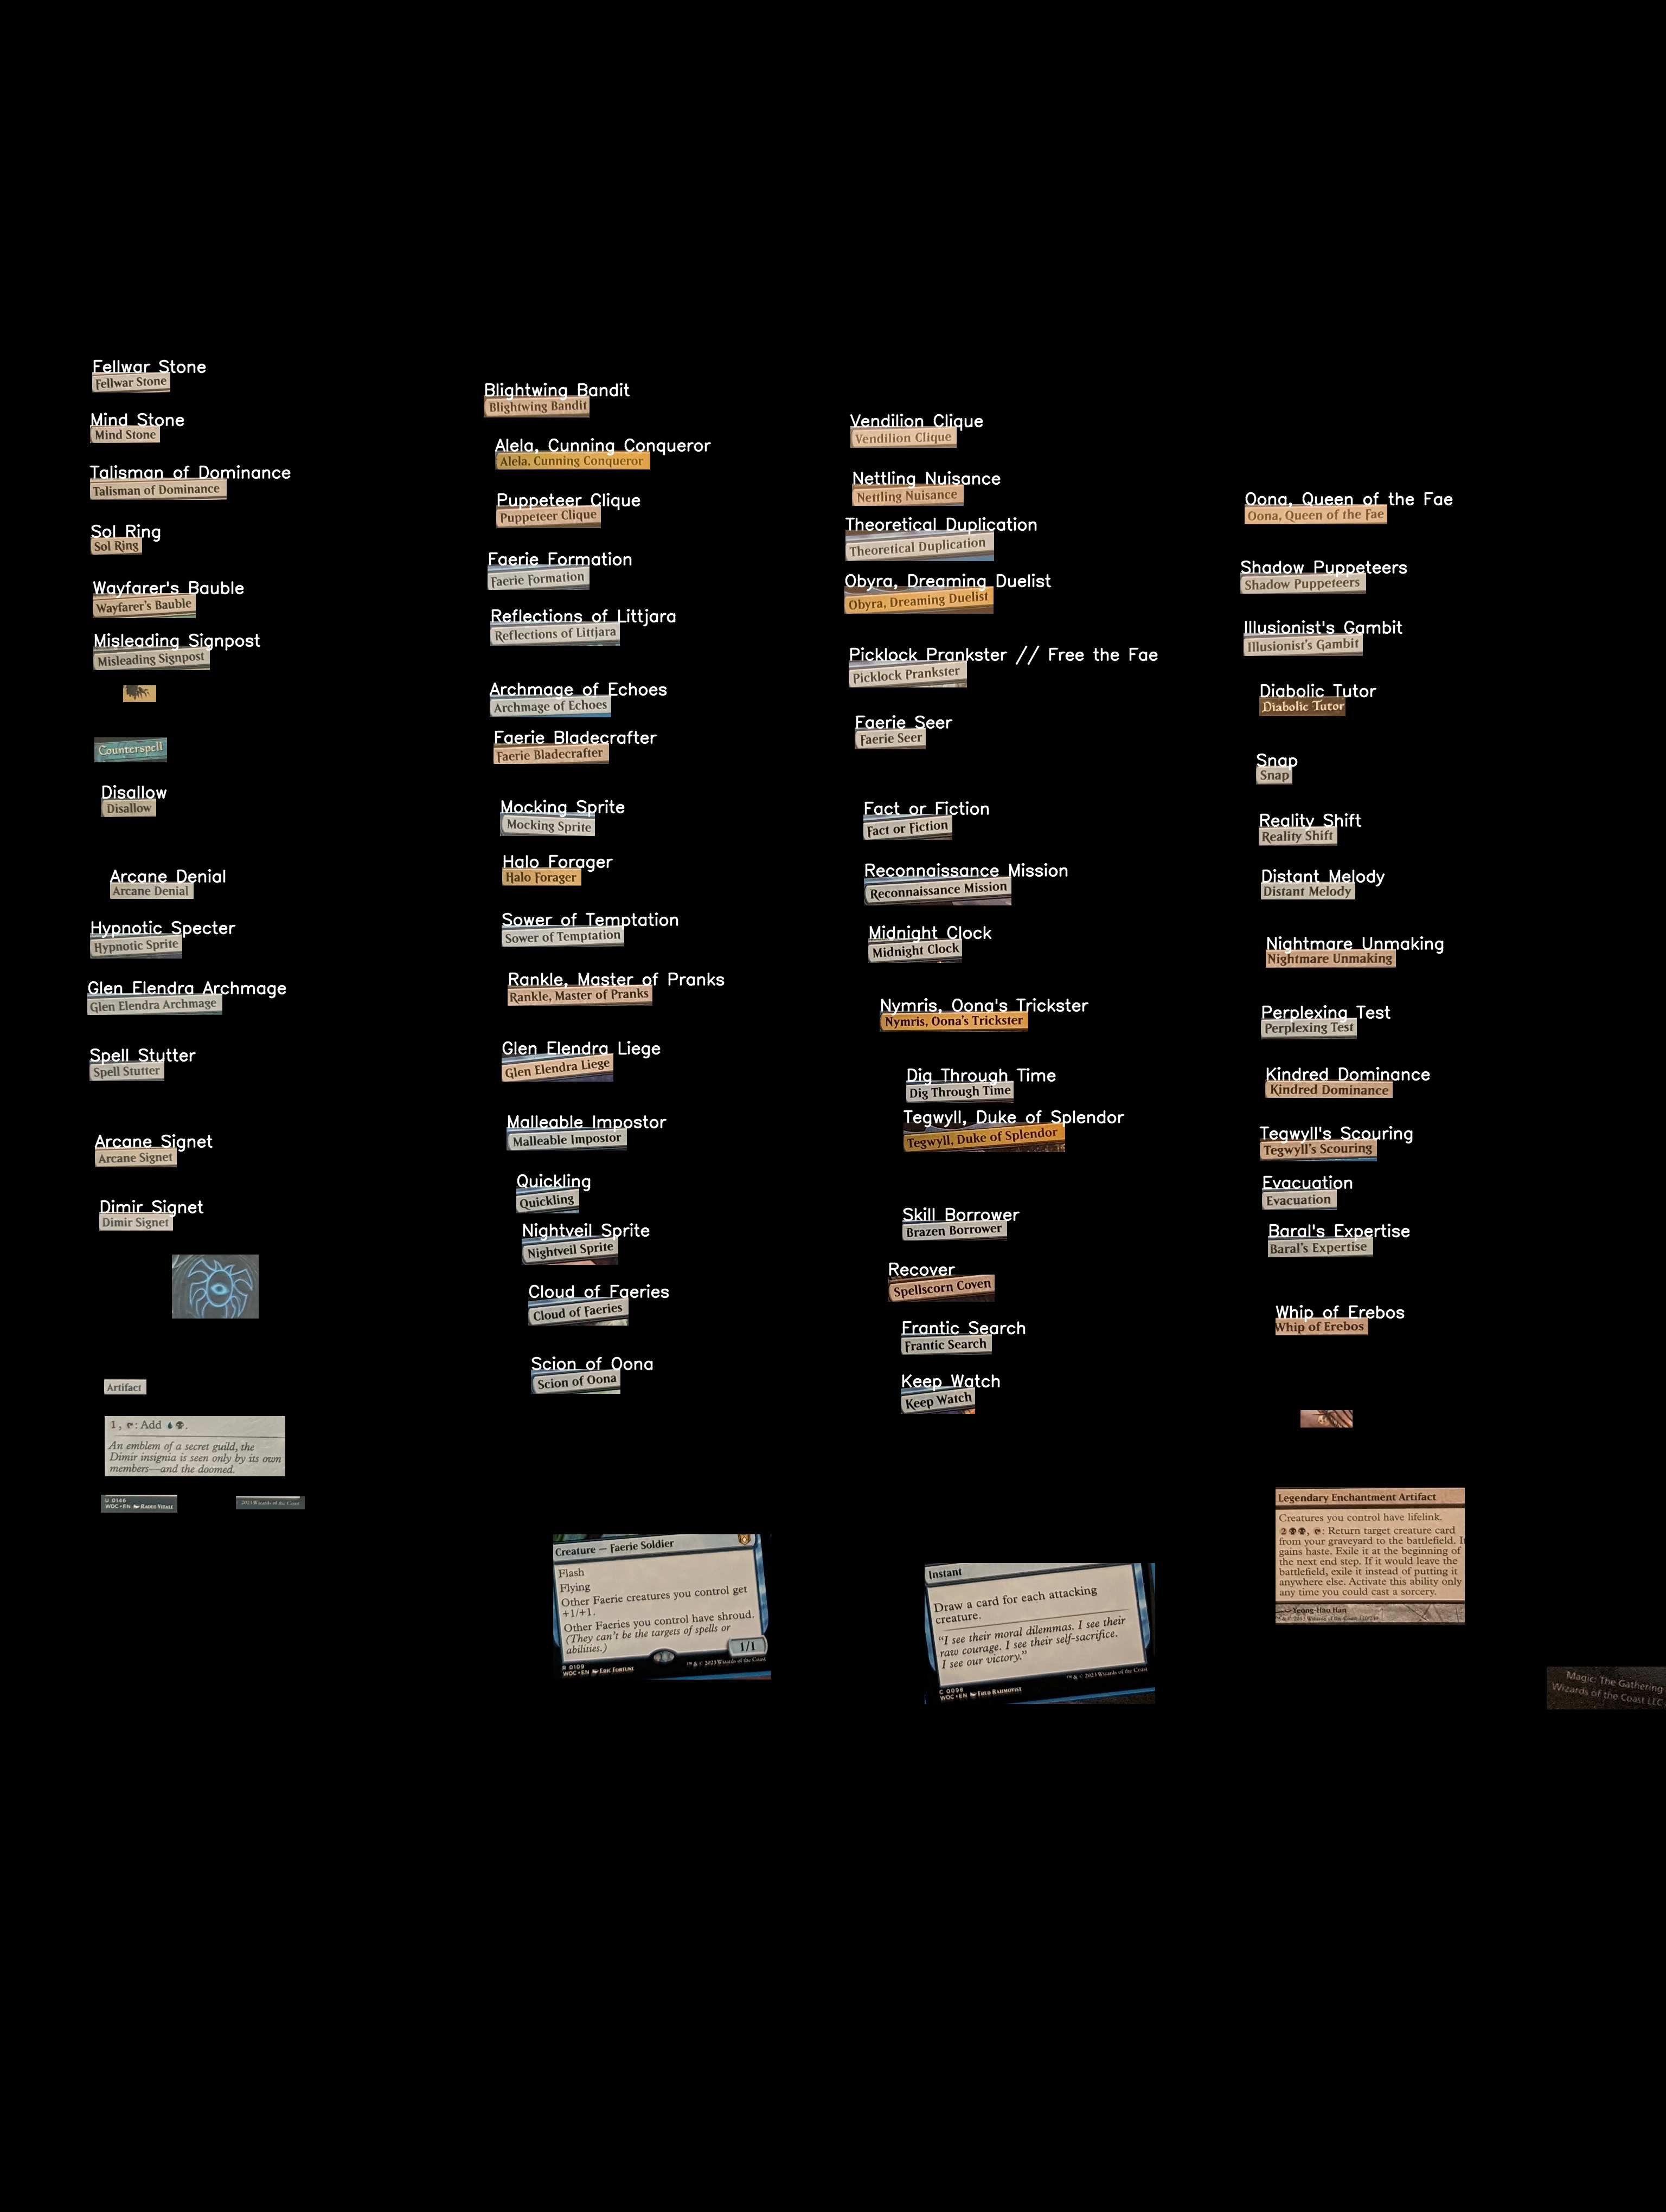 Fellwar Stone
Fellwar Stone
Mind Stone
Mind Stone
Talisman of Dominance
Talisman of Dominance
Sol Ring
Sol Ring
Wayfarer's Bauble
Wayfarer's Bauble
Misleading Signpost
Misleading Signpost
Counterspell
Disallow
Disallow
Arcane Denial
Arcane Denial
Hypnotic Specter
Hypnotic Sprite
Glen Elendra Archmage
Glen Elendra Archmage
Spell Stutter
Spell Stutter
Arcane Signet
Arcane Signet
Dimir Signet
Dimir Signet
Artifact
1, : Add .
An emblem of a secret guild, the
Dimir insignia is seen only by its own
members—and the doomed.
U 0146
WOC • EN Raoul Vitale
2023 Wizards of the Coast
Blightwing Bandit
Blightwing Bandit
Alela, Cunning Conqueror
Alela, Cunning Conqueror
Puppeteer Clique
Puppeteer Clique
Faerie Formation
Faerie Formation
Reflections of Littjara
Reflections of Littjara
Archmage of Echoes
Archmage of Echoes
Faerie Bladecrafter
Faerie Bladecrafter
Mocking Sprite
Mocking Sprite
Halo Forager
Halo Forager
Sower of Temptation
Sower of Temptation
Rankle, Master of Pranks
Rankle, Master of Pranks
Glen Elendra Liege
Glen Elendra Liege
Malleable Impostor
Malleable Impostor
Quickling
Quickling
Nightveil Sprite
Nightveil Sprite
Cloud of Faeries
Cloud of Faeries
Scion of Oona
Scion of Oona
Creature — Faerie Soldier
Flash
Flying
Other Faerie creatures you control get
+1/+1.
Other Faeries you control have shroud.
(They can't be the targets of spells or
abilities.)
1/1
R 0109
WOC • EN Eric Fortune
™ & © 2023 Wizards of the Coast
Vendilion Clique
Vendilion Clique
Nettling Nuisance
Nettling Nuisance
Theoretical Duplication
Theoretical Duplication
Obyra, Dreaming Duelist
Obyra, Dreaming Duelist
Picklock Prankster // Free the Fae
Picklock Prankster
Faerie Seer
Faerie Seer
Fact or Fiction
Fact or Fiction
Reconnaissance Mission
Reconnaissance Mission
Midnight Clock
Midnight Clock
Nymris, Oona's Trickster
Nymris, Oona's Trickster
Dig Through Time
Dig Through Time
Tegwyll, Duke of Splendor
Tegwyll, Duke of Splendor
Skill Borrower
Brazen Borrower
Recover
Spellscorn Coven
Frantic Search
Frantic Search
Keep Watch
Keep Watch
Instant
Draw a card for each attacking
creature.
"I see their moral dilemmas. I see their
raw courage. I see their self-sacrifice.
I see our victory."
C 0098
WOC • EN Fred Rahmqvist
™ & © 2023 Wizards of the Coast
Oona, Queen of the Fae
Oona, Queen of the Fae
Shadow Puppeteers
Shadow Puppeteers
Illusionist's Gambit
Illusionist's Gambit
Diabolic Tutor
Diabolic Tutor
Snap
Snap
Reality Shift
Reality Shift
Distant Melody
Distant Melody
Nightmare Unmaking
Nightmare Unmaking
Perplexing Test
Perplexing Test
Kindred Dominance
Kindred Dominance
Tegwyll's Scouring
Tegwyll's Scouring
Evacuation
Evacuation
Baral's Expertise
Baral's Expertise
Whip of Erebos
Whip of Erebos
Legendary Enchantment Artifact
Creatures you control have lifelink.
2, : Return target creature card
from your graveyard to the battlefield. It
gains haste. Exile it at the beginning of
the next end step. If it would leave the
battlefield, exile it instead of putting it
anywhere else. Activate this ability only
any time you could cast a sorcery.
Yeong-Hao Han
Magic: The Gathering
Wizards of the Coast LLC